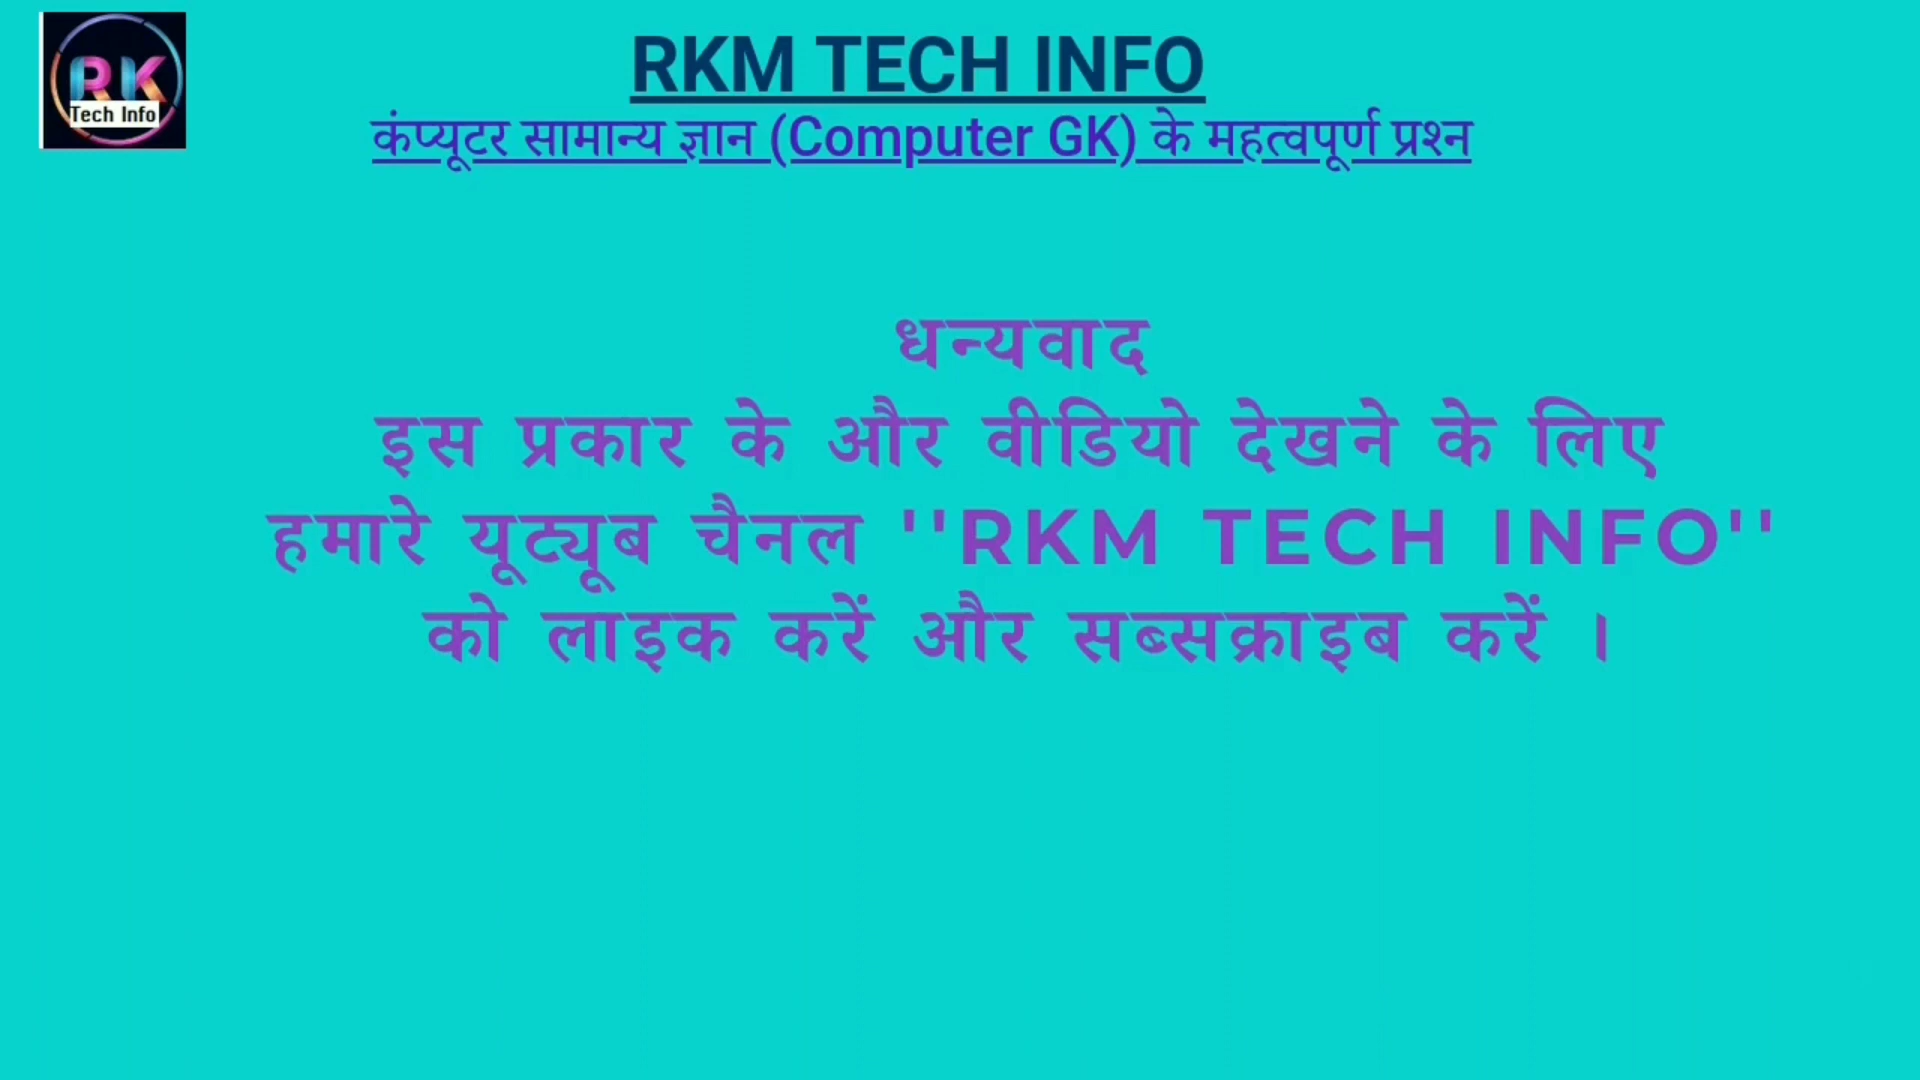 RK
Tech Info
RKM TECH INFO
कंप्यूटर सामान्य ज्ञान (Computer GK) के महत्वपूर्ण प्रश्न
धन्यवाद
इस प्रकार के और वीडियो देखने के लिए
हमारे यूट्यूब चैनल ''RKM TECH INFO''
को लाइक करें और सब्सक्राइब करें ।